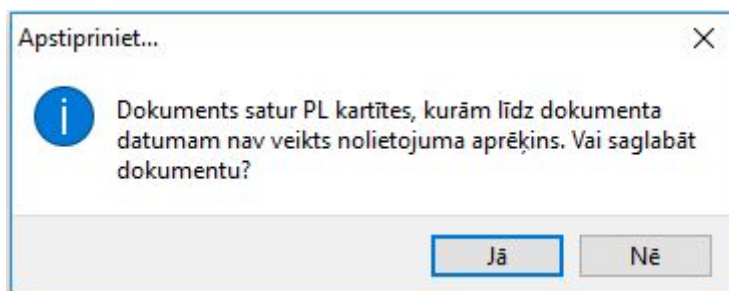 Apstipriniet...
Dokuments satur PL kartītes, kurām līdz dokumenta
datumam nav veikts nolietojuma aprēķins. Vai saglabāt
dokumentu?
Jā
Nē